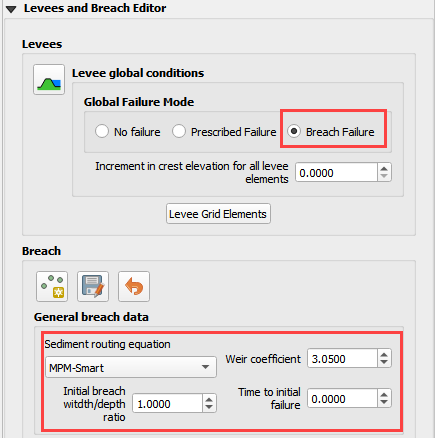 Levees and Breach Editor
Levees
Levee global conditions
Global Failure Mode
No failure
Prescribed Failure
Breach Failure
Increment in crest elevation for all levee
elements
0.0000
Levee Grid Elements
Breach
General breach data
Sediment routing equation
MPM-Smart
Weir coefficient
3.0500
Initial breach
witdth/depth
ratio
1.0000
Time to initial
failure
0.0000